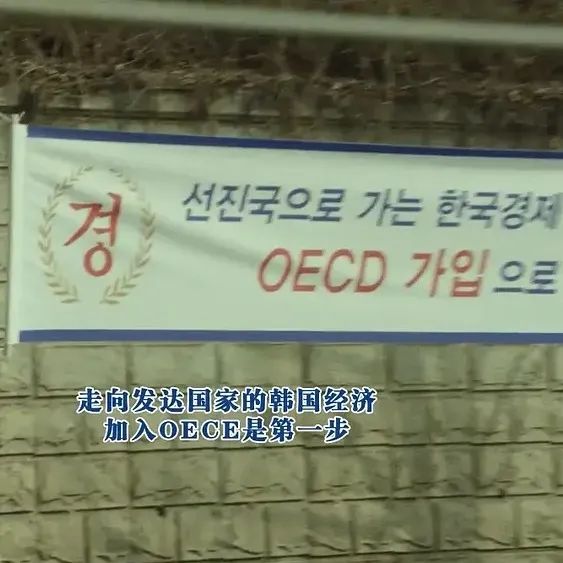 경
선진국으로 가는 한국경제
OECD 가입으로
走向发达国家的韩国经济
加入OECE是第一步